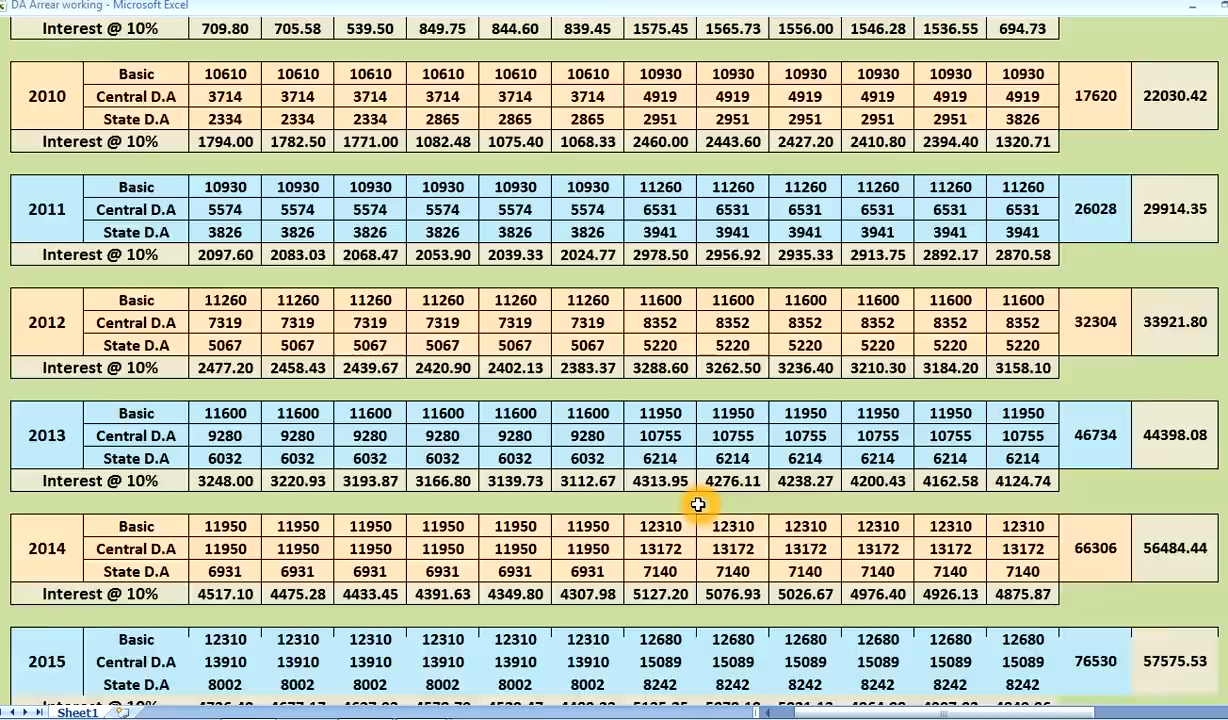 DA Arrear working - Microsoft Excel
Interest @ 10% 709.80 705.58 539.50 849.75 844.60 839.45 1575.45 1565.73 1556.00 1546.28 1536.55 694.73
Basic 10610 10610 10610 10610 10610 10610 10930 10930 10930 10930 10930 10930
2010 Central D.A 3714 3714 3714 3714 3714 3714 4919 4919 4919 4919 4919 4919 17620 22030.42
State D.A 2334 2334 2334 2865 2865 2865 2951 2951 2951 2951 2951 3826
Interest @ 10% 1794.00 1782.50 1771.00 1082.48 1075.40 1068.33 2460.00 2443.60 2427.20 2410.80 2394.40 1320.71
Basic 10930 10930 10930 10930 10930 10930 11260 11260 11260 11260 11260 11260
2011 Central D.A 5574 5574 5574 5574 5574 5574 6531 6531 6531 6531 6531 6531 26028 29914.35
State D.A 3826 3826 3826 3826 3826 3826 3941 3941 3941 3941 3941 3941
Interest @ 10% 2097.60 2083.03 2068.47 2053.90 2039.33 2024.77 2978.50 2956.92 2935.33 2913.75 2892.17 2870.58
Basic 11260 11260 11260 11260 11260 11260 11600 11600 11600 11600 11600 11600
2012 Central D.A 7319 7319 7319 7319 7319 7319 8352 8352 8352 8352 8352 8352 32304 33921.80
State D.A 5067 5067 5067 5067 5067 5067 5220 5220 5220 5220 5220 5220
Interest @ 10% 2477.20 2458.43 2439.67 2420.90 2402.13 2383.37 3288.60 3262.50 3236.40 3210.30 3184.20 3158.10
Basic 11600 11600 11600 11600 11600 11600 11950 11950 11950 11950 11950 11950
2013 Central D.A 9280 9280 9280 9280 9280 9280 10755 10755 10755 10755 10755 10755 46734 44398.08
State D.A 6032 6032 6032 6032 6032 6032 6214 6214 6214 6214 6214 6214
Interest @ 10% 3248.00 3220.93 3193.87 3166.80 3139.73 3112.67 4313.95 4276.11 4238.27 4200.43 4162.58 4124.74
Basic 11950 11950 11950 11950 11950 11950 12310 12310 12310 12310 12310 12310
2014 Central D.A 11950 11950 11950 11950 11950 11950 13172 13172 13172 13172 13172 13172 66306 56484.44
State D.A 6931 6931 6931 6931 6931 6931 7140 7140 7140 7140 7140 7140
Interest @ 10% 4517.10 4475.28 4433.45 4391.63 4349.80 4307.98 5127.20 5076.93 5026.67 4976.40 4926.13 4875.87
Basic 12310 12310 12310 12310 12310 12310 12680 12680 12680 12680 12680 12680
2015 Central D.A 13910 13910 13910 13910 13910 13910 15089 15089 15089 15089 15089 15089 76530 57575.53
State D.A 8002 8002 8002 8002 8002 8002 8242 8242 8242 8242 8242 8242
Sheet1